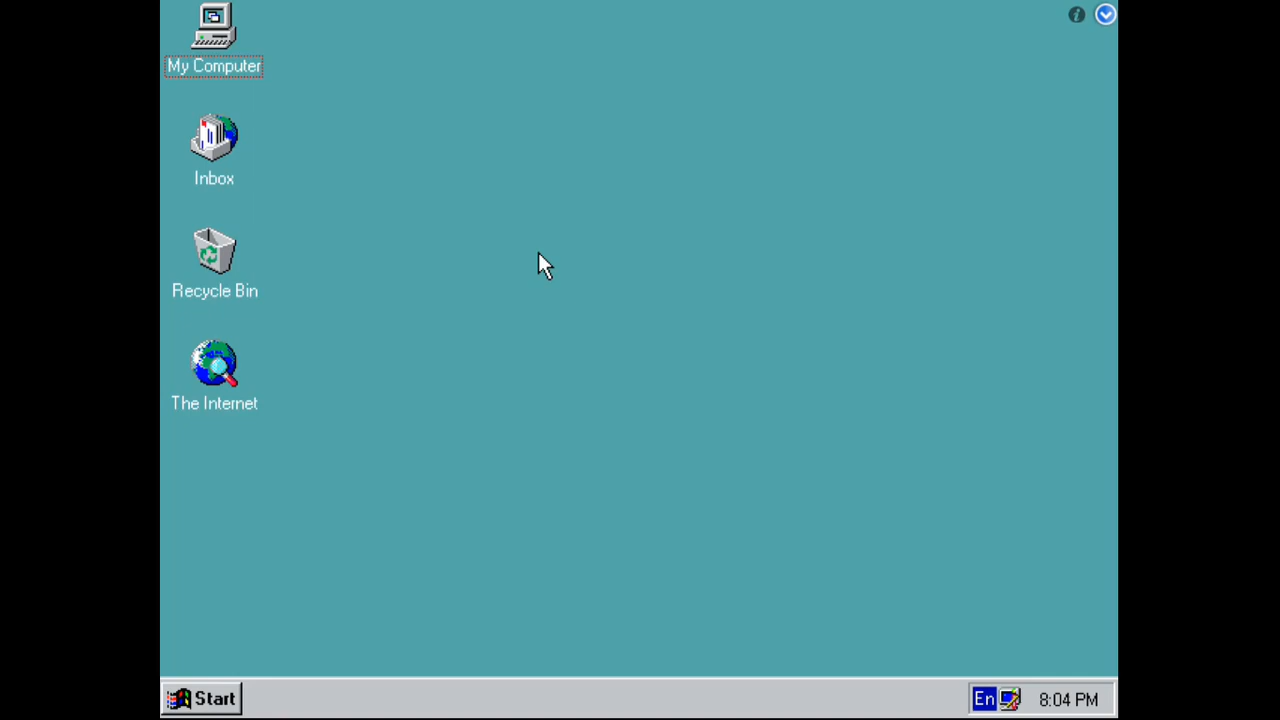 My Computer
Inbox
Recycle Bin
The Internet
Start
En
8:04 PM